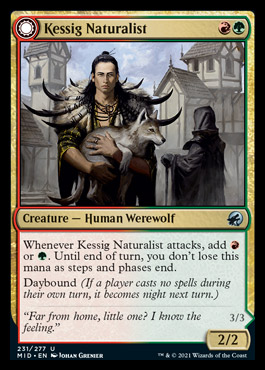 Kessig Naturalist
Creature — Human Werewolf
Whenever Kessig Naturalist attacks, add
or . Until end of turn, you don't lose this
mana as steps and phases end.
Daybound (If a player casts no spells during
their own turn, it becomes night next turn.)
"Far from home, little one? I know the
feeling."
3/3
2/2
231/277 U
MID • EN Johan Grenier
™ & © 2021 Wizards of the Coast